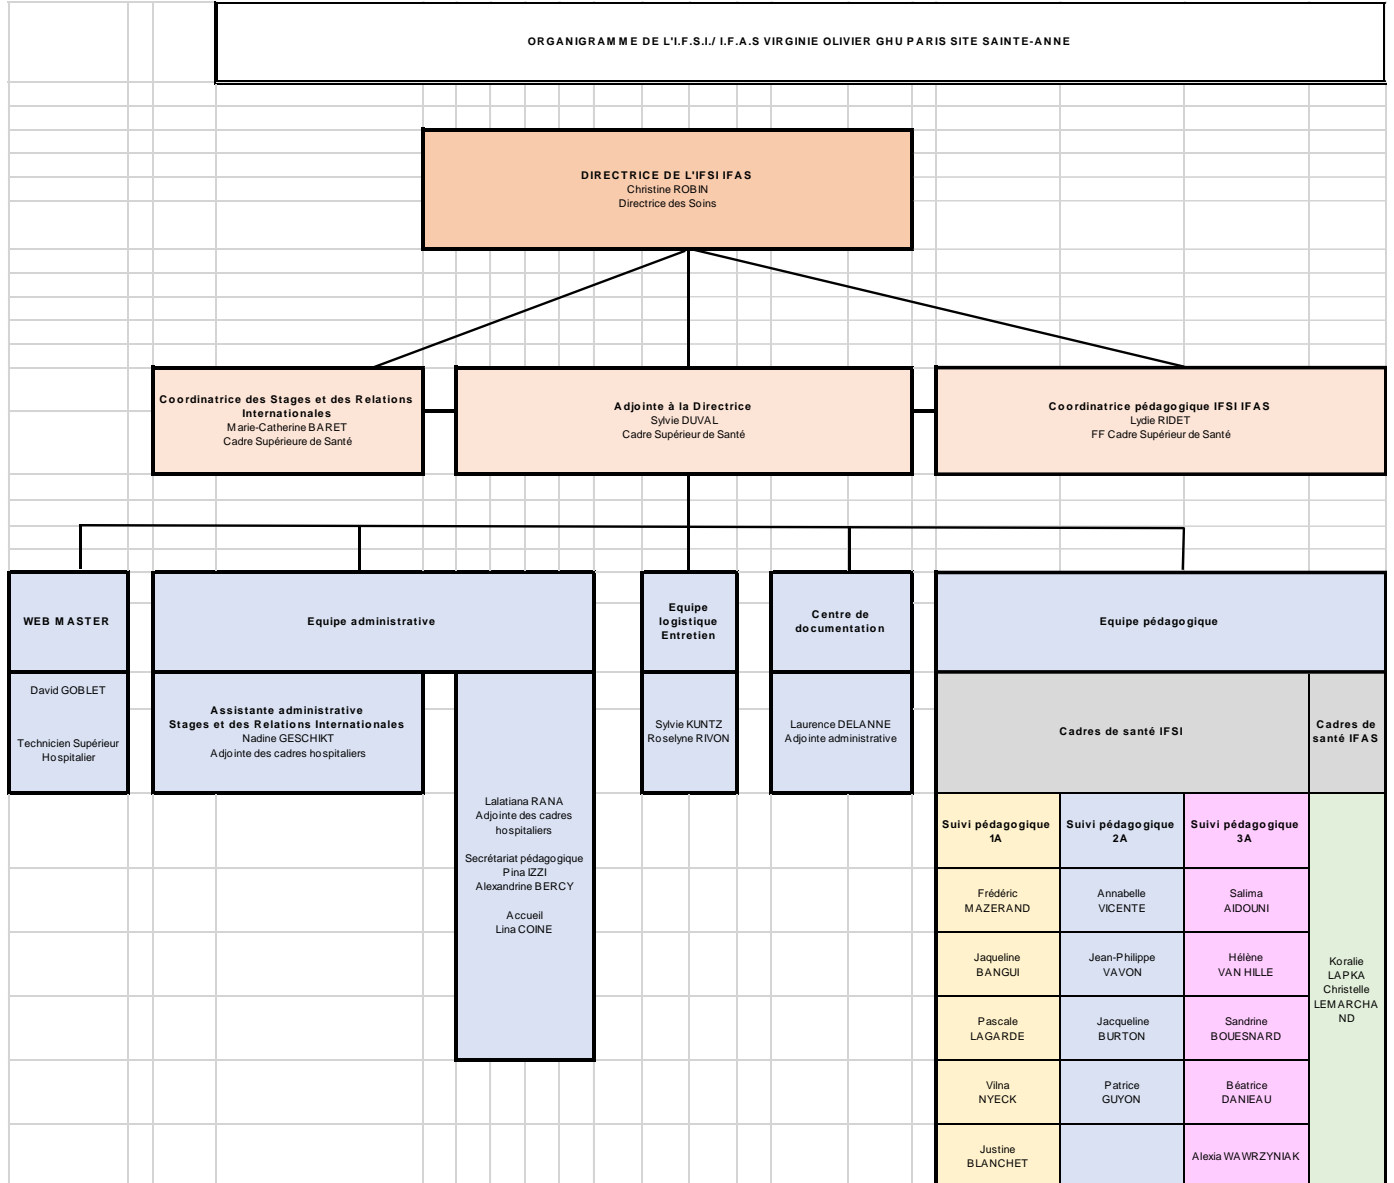 ORGANIGRAMME DE L'I.F.S.I./ I.F.A.S VIRGINIE OLIVIER GHU PARIS SITE SAINTE-ANNE
DIRECTRICE DE L'IFSI IFAS
Christine ROBIN
Directrice des Soins
Coordinatrice des Stages et des Relations
Internationales
Marie-Catherine BARET
Cadre Supérieure de Santé
Adjointe à la Directrice
Sylvie DUVAL
Cadre Supérieur de Santé
Coordinatrice pédagogique IFSI IFAS
Lydie RIDET
FF Cadre Supérieur de Santé
WEB MASTER
David GOBLET
Technicien Supérieur
Hospitalier
Equipe administrative
Assistante administrative
Stages et des Relations Internationales
Nadine GESCHIKT
Adjointe des cadres hospitaliers
Lalatiana RANA
Adjointe des cadres
hospitaliers
Secrétariat pédagogique
Pina IZZI
Alexandrine BERCY
Accueil
Lina COINE
Equipe
logistique
Entretien
Sylvie KUNTZ
Roselyne RIVON
Centre de
documentation
Laurence DELANNE
Adjointe administrative
Equipe pédagogique
Cadres de santé IFSI
Cadres de
santé IFAS
Suivi pédagogique
1A
Frédéric
MAZERAND
Jaqueline
BANGUI
Pascale
LAGARDE
Vilna
NYECK
Justine
BLANCHET
Suivi pédagogique
2A
Annabelle
VICENTE
Jean-Philippe
VAVON
Jacqueline
BURTON
Patrice
GUYON
Suivi pédagogique
3A
Salima
AIDOUNI
Hélène
VAN HILLE
Sandrine
BOUESNARD
Béatrice
DANIEAU
Alexia WAWRZYNIAK
Koralie
LAPKA
Christelle
LEMARCHA
ND